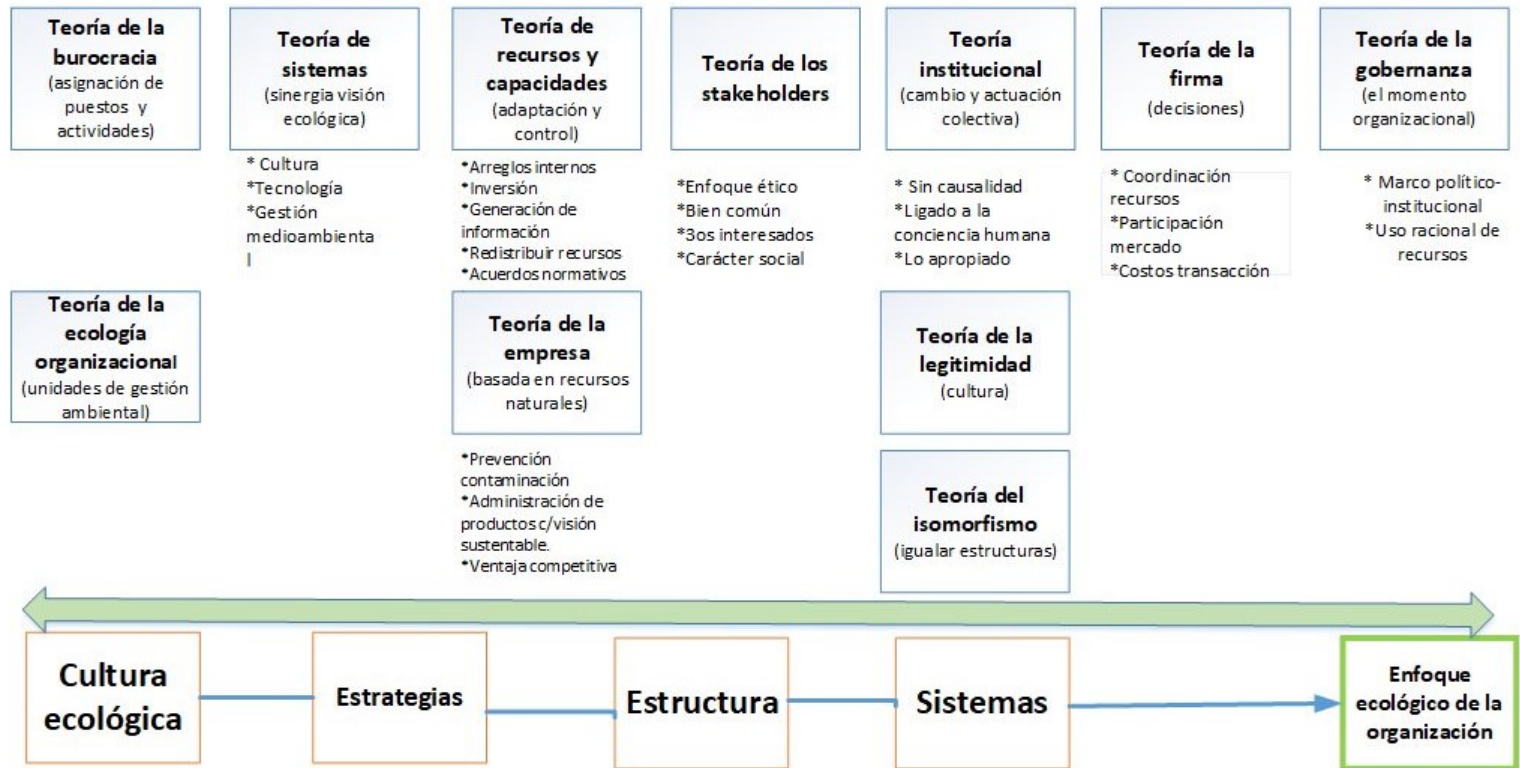 Teoría de la
burocracia
(asignación de
puestos y
actividades)
Teoría de
sistemas
(sinergia visión
ecológica)
Teoría de
recursos y
capacidades
(adaptación y
control)
Teoría de los
stakeholders
Teoría
institucional
(cambio y actuación
colectiva)
Teoría de la
firma
(decisiones)
Teoría de la
gobernanza
(el momento
organizacional)
* Cultura
*Tecnología
*Gestión
medioambienta
l
*Arreglos internos
*Inversión
*Generación de
información
*Redistribuir recursos
*Acuerdos normativos
*Enfoque ético
*Bien común
*3os interesados
*Carácter social
* Sin causalidad
*Ligado a la
conciencia humana
*Lo apropiado
* Coordinación
recursos
*Participación
mercado
*Costos transacción
* Marco político-
institucional
*Uso racional de
recursos
Teoría de la
ecología
organizacional
(unidades de gestión
ambiental)
Teoría de la
empresa
(basada en recursos
naturales)
Teoría de la
legitimidad
(cultura)
*Prevención
contaminación
*Administración de
productos c/visión
sustentable.
*Ventaja competitiva
Teoría del
isomorfismo
(igualar estructuras)
Cultura
ecológica
Estrategias
Estructura
Sistemas
Enfoque
ecológico de la
organización